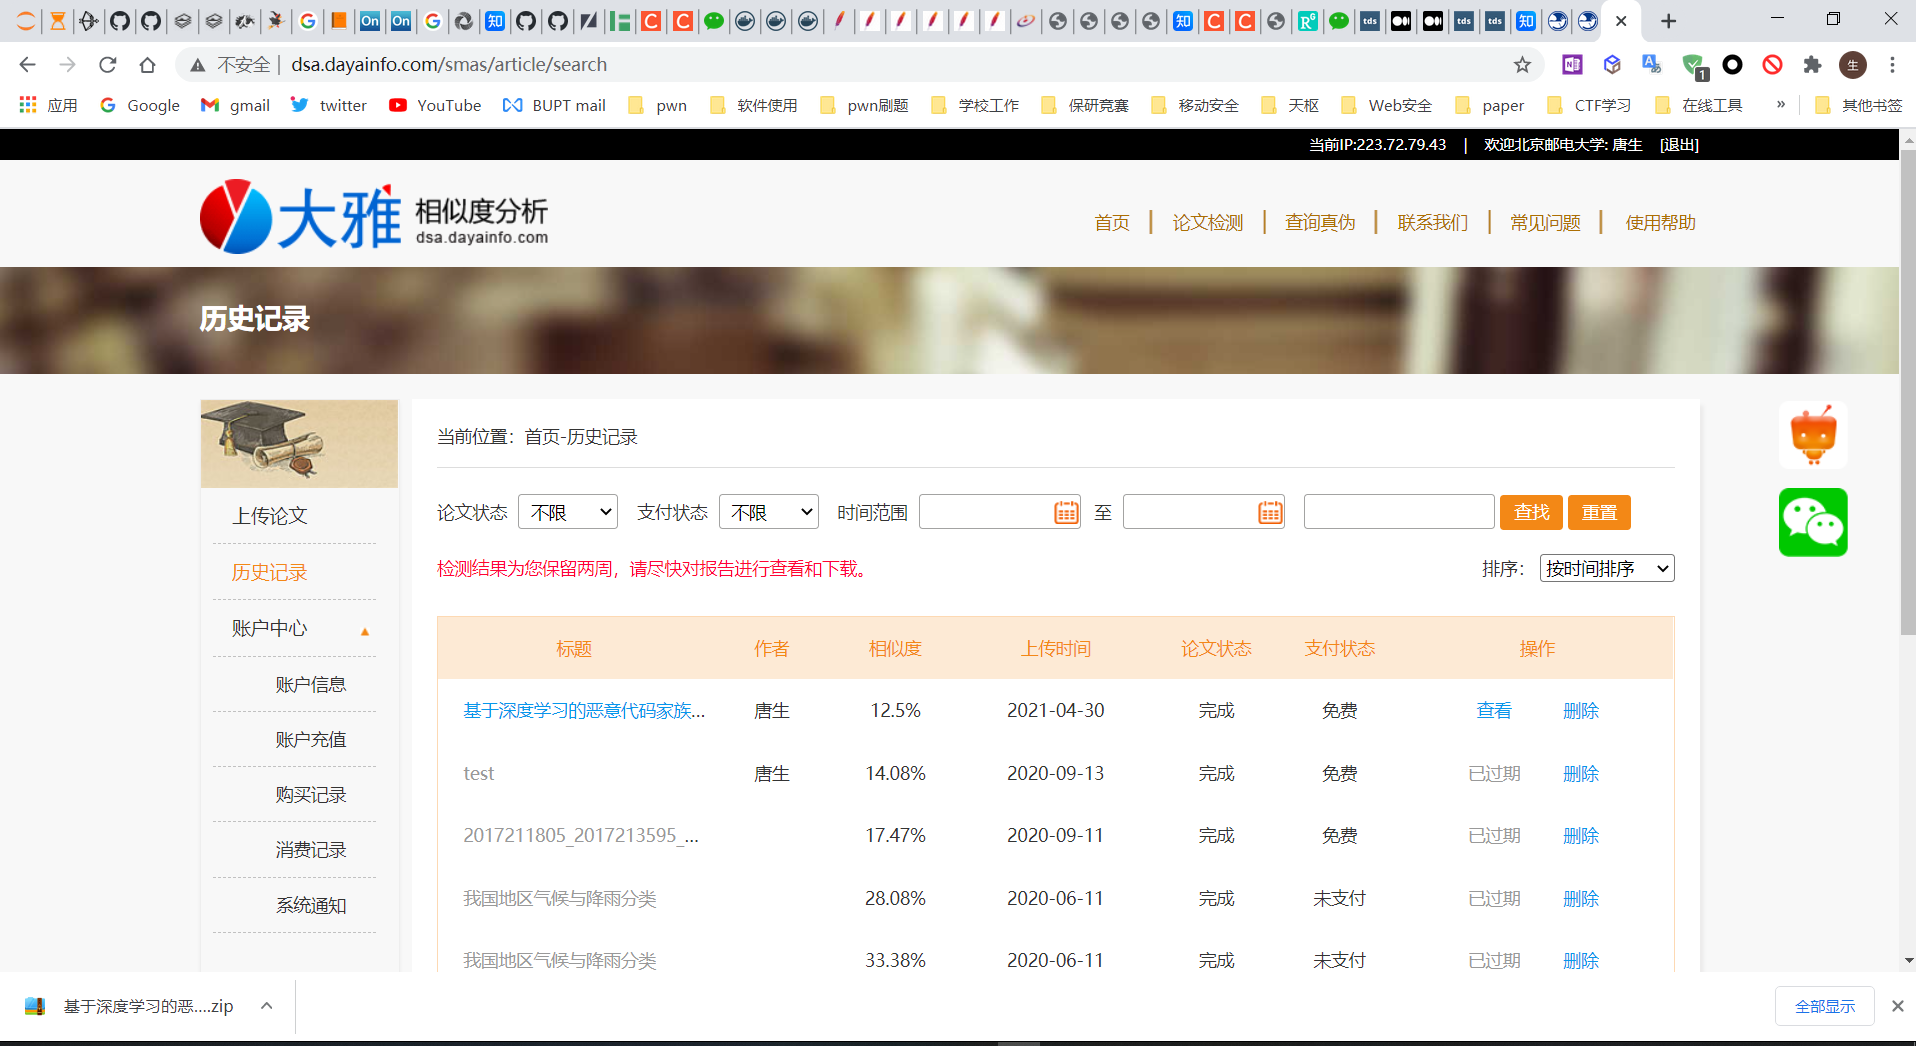 On On 知 C C 知 C C RG tds tds tds 知
不安全 | dsa.dayainfo.com/smas/article/search
1
生
应用 Google gmail twitter YouTube BUPT mail pwn 软件使用 pwn刷题 学校工作 保研竞赛 移动安全 天枢 Web安全 paper CTF学习 在线工具 » 其他书签
当前IP:223.72.79.43 | 欢迎北京邮电大学: 唐生 [退出]
大雅 相似度分析
dsa.dayainfo.com
首页 | 论文检测 | 查询真伪 | 联系我们 | 常见问题 | 使用帮助
历史记录
上传论文
历史记录
账户中心
账户信息
账户充值
购买记录
消费记录
系统通知
当前位置：首页-历史记录
论文状态 不限 支付状态 不限 时间范围 至 查找 重置
检测结果为您保留两周，请尽快对报告进行查看和下载。
排序： 按时间排序
标题 作者 相似度 上传时间 论文状态 支付状态 操作
基于深度学习的恶意代码家族... 唐生 12.5% 2021-04-30 完成 免费 查看 删除
test 唐生 14.08% 2020-09-13 完成 免费 已过期 删除
2017211805_2017213595_... 17.47% 2020-09-11 完成 免费 已过期 删除
我国地区气候与降雨分类 28.08% 2020-06-11 完成 未支付 已过期 删除
我国地区气候与降雨分类 33.38% 2020-06-11 完成 未支付 已过期 删除
基于深度学习的恶....zip
全部显示